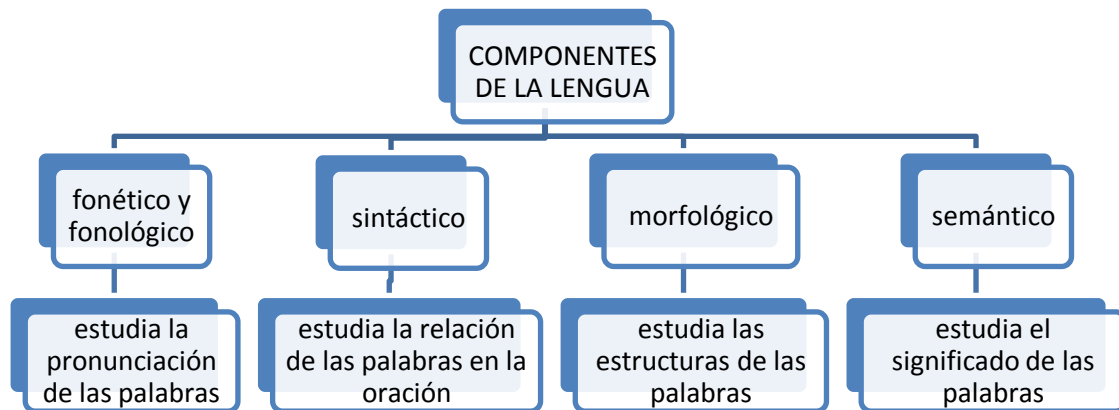 COMPONENTES
DE LA LENGUA
fonético y
fonológico
sintáctico
morfológico
semántico
estudia la
pronunciación
de las palabras
estudia la relación
de las palabras en la
oración
estudia las
estructuras de las
palabras
estudia el
significado de las
palabras